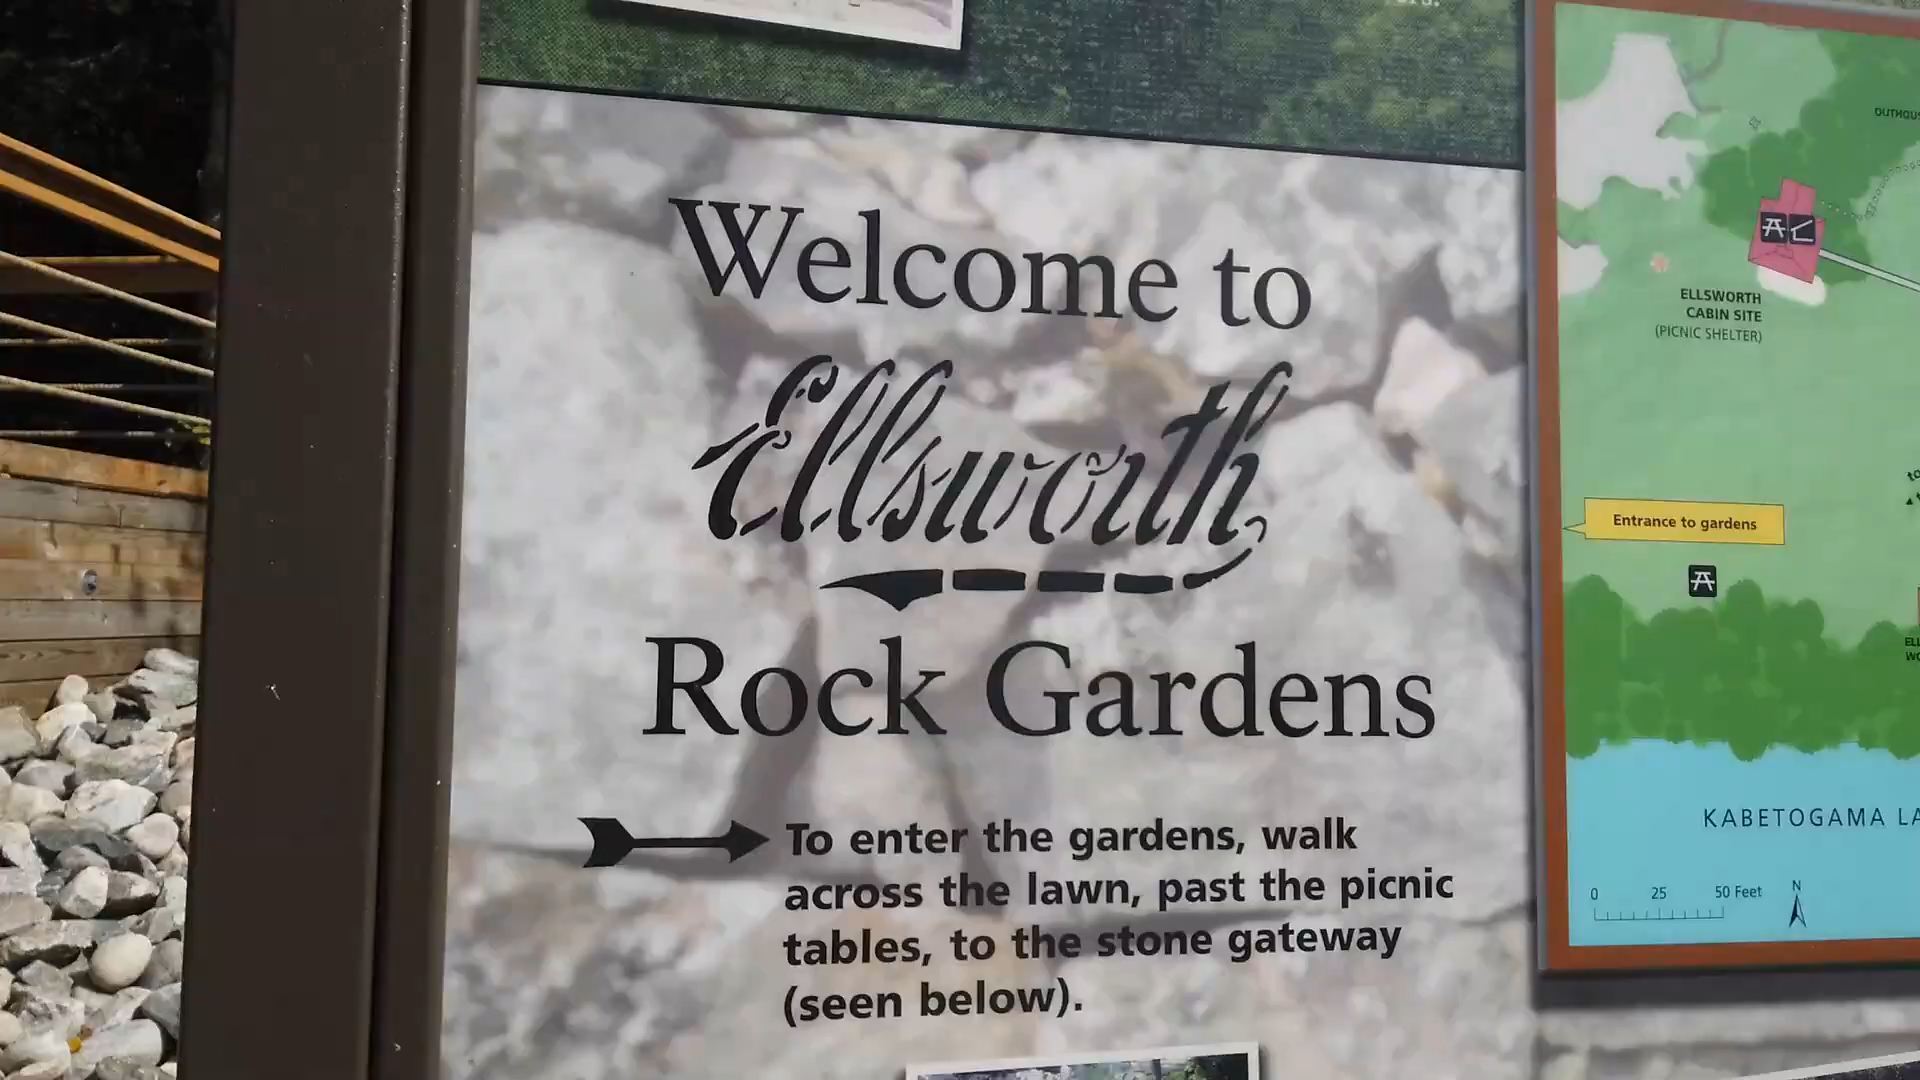 Welcome to
Ellsworth
Rock Gardens
To enter the gardens, walk
across the lawn, past the picnic
tables, to the stone gateway
(seen below).
ELLSWORTH
CABIN SITE
(PICNIC SHELTER)
Entrance to gardens
KABETOGAMA
0 25 50 Feet
N